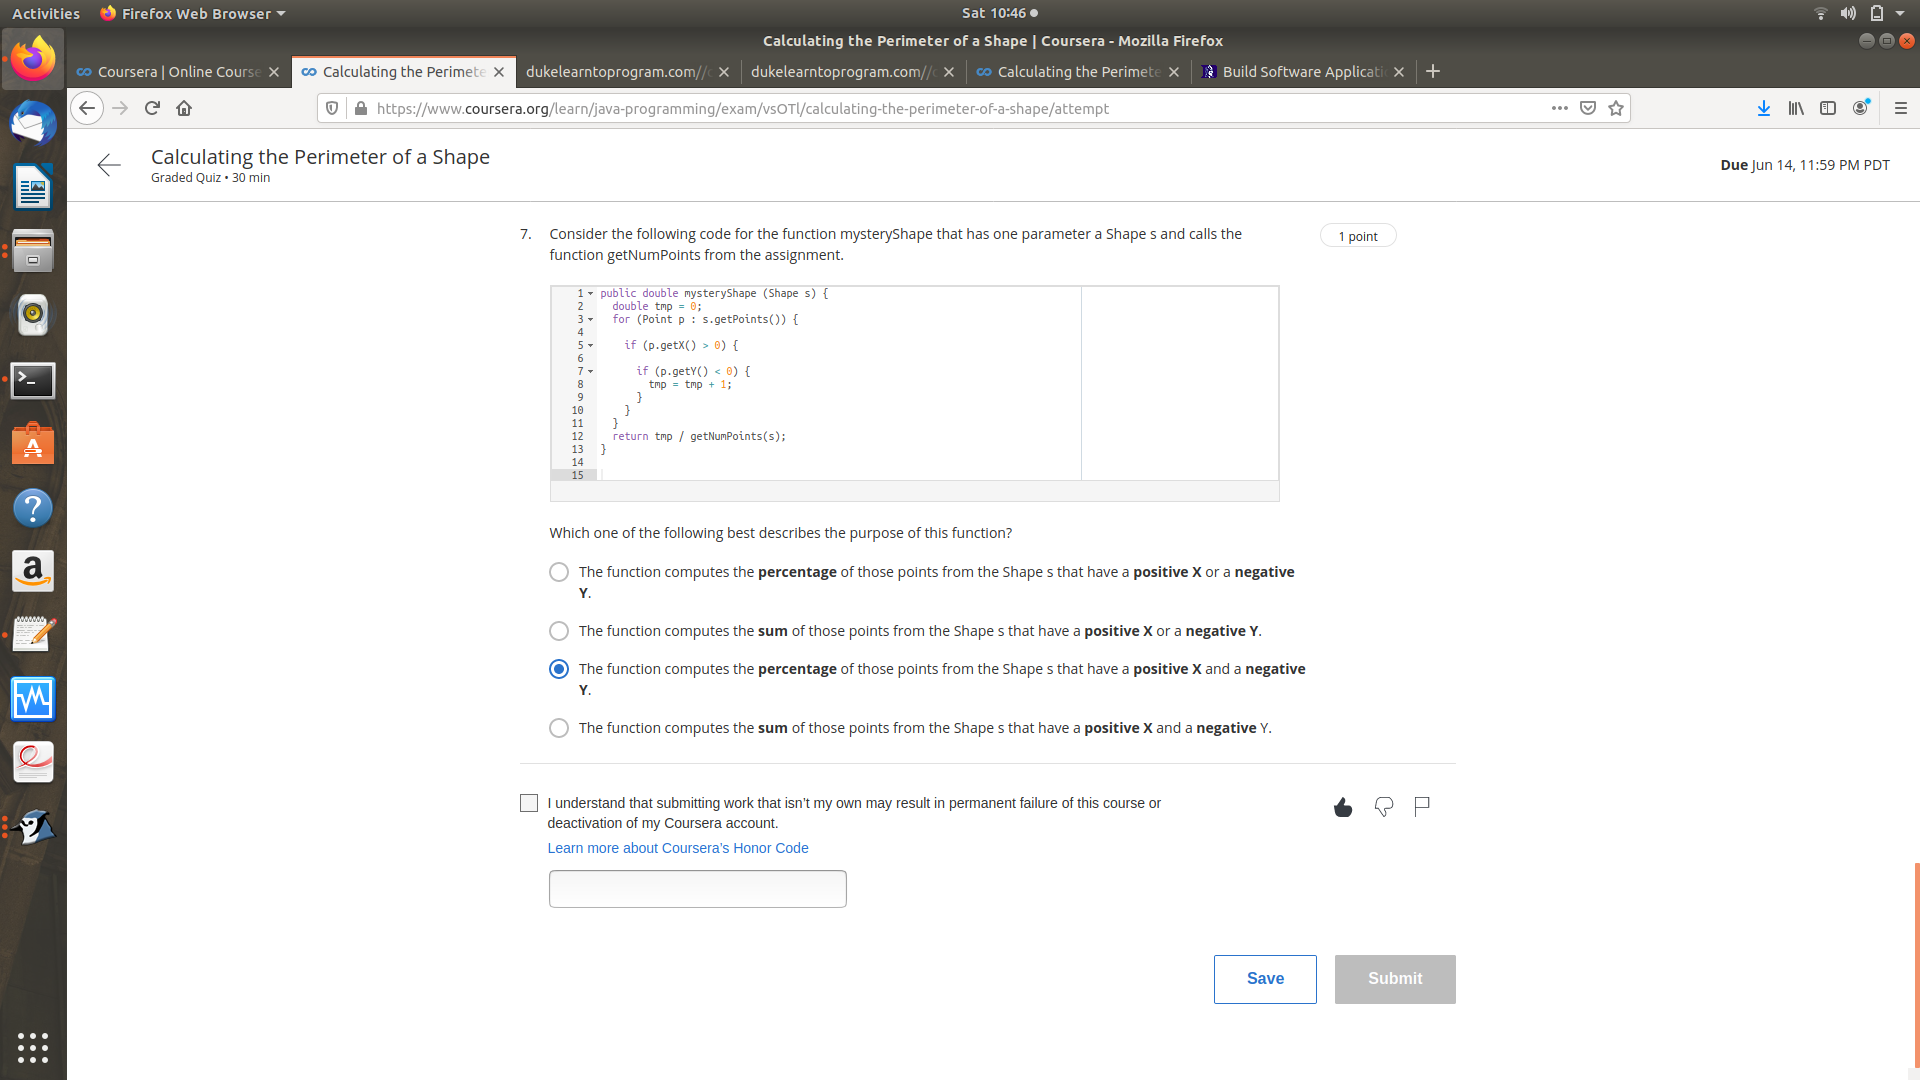 Activities
Firefox Web Browser
Sat 10:46
Calculating the Perimeter of a Shape | Coursera - Mozilla Firefox
Coursera | Online Course
Calculating the Perimete
dukelearntoprogram.com//
dukelearntoprogram.com//
Calculating the Perimete
Build Software Applicati
https://www.coursera.org/learn/java-programming/exam/vsOTl/calculating-the-perimeter-of-a-shape/attempt
Calculating the Perimeter of a Shape
Graded Quiz • 30 min
Due Jun 14, 11:59 PM PDT
7. Consider the following code for the function mysteryShape that has one parameter a Shape s and calls the
function getNumPoints from the assignment.
1 point
1 public double mysteryShape (Shape s) {
2 double tmp = 0;
3 for (Point p : s.getPoints()) {
4
5 if (p.getX() > 0) {
6
7 if (p.getY() < 0) {
8 tmp = tmp + 1;
9 }
10 }
11 }
12 return tmp / getNumPoints(s);
13 }
14
15
Which one of the following best describes the purpose of this function?
The function computes the percentage of those points from the Shape s that have a positive X or a negative
Y.
The function computes the sum of those points from the Shape s that have a positive X or a negative Y.
The function computes the percentage of those points from the Shape s that have a positive X and a negative
Y.
The function computes the sum of those points from the Shape s that have a positive X and a negative Y.
I understand that submitting work that isn't my own may result in permanent failure of this course or
deactivation of my Coursera account.
Learn more about Coursera's Honor Code
Save
Submit